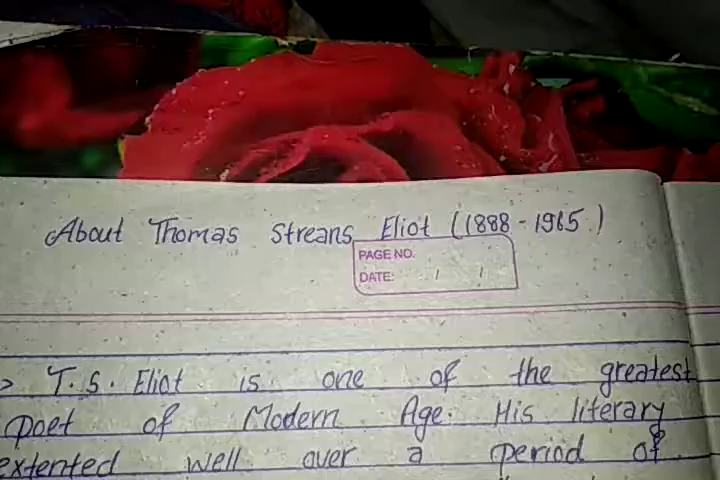 About Thomas Streans Eliot (1888-1965)
PAGE NO.
DATE: / /
> T.S. Eliot is one of the greatest
poet of Modern Age. His literary
extented well over a period of